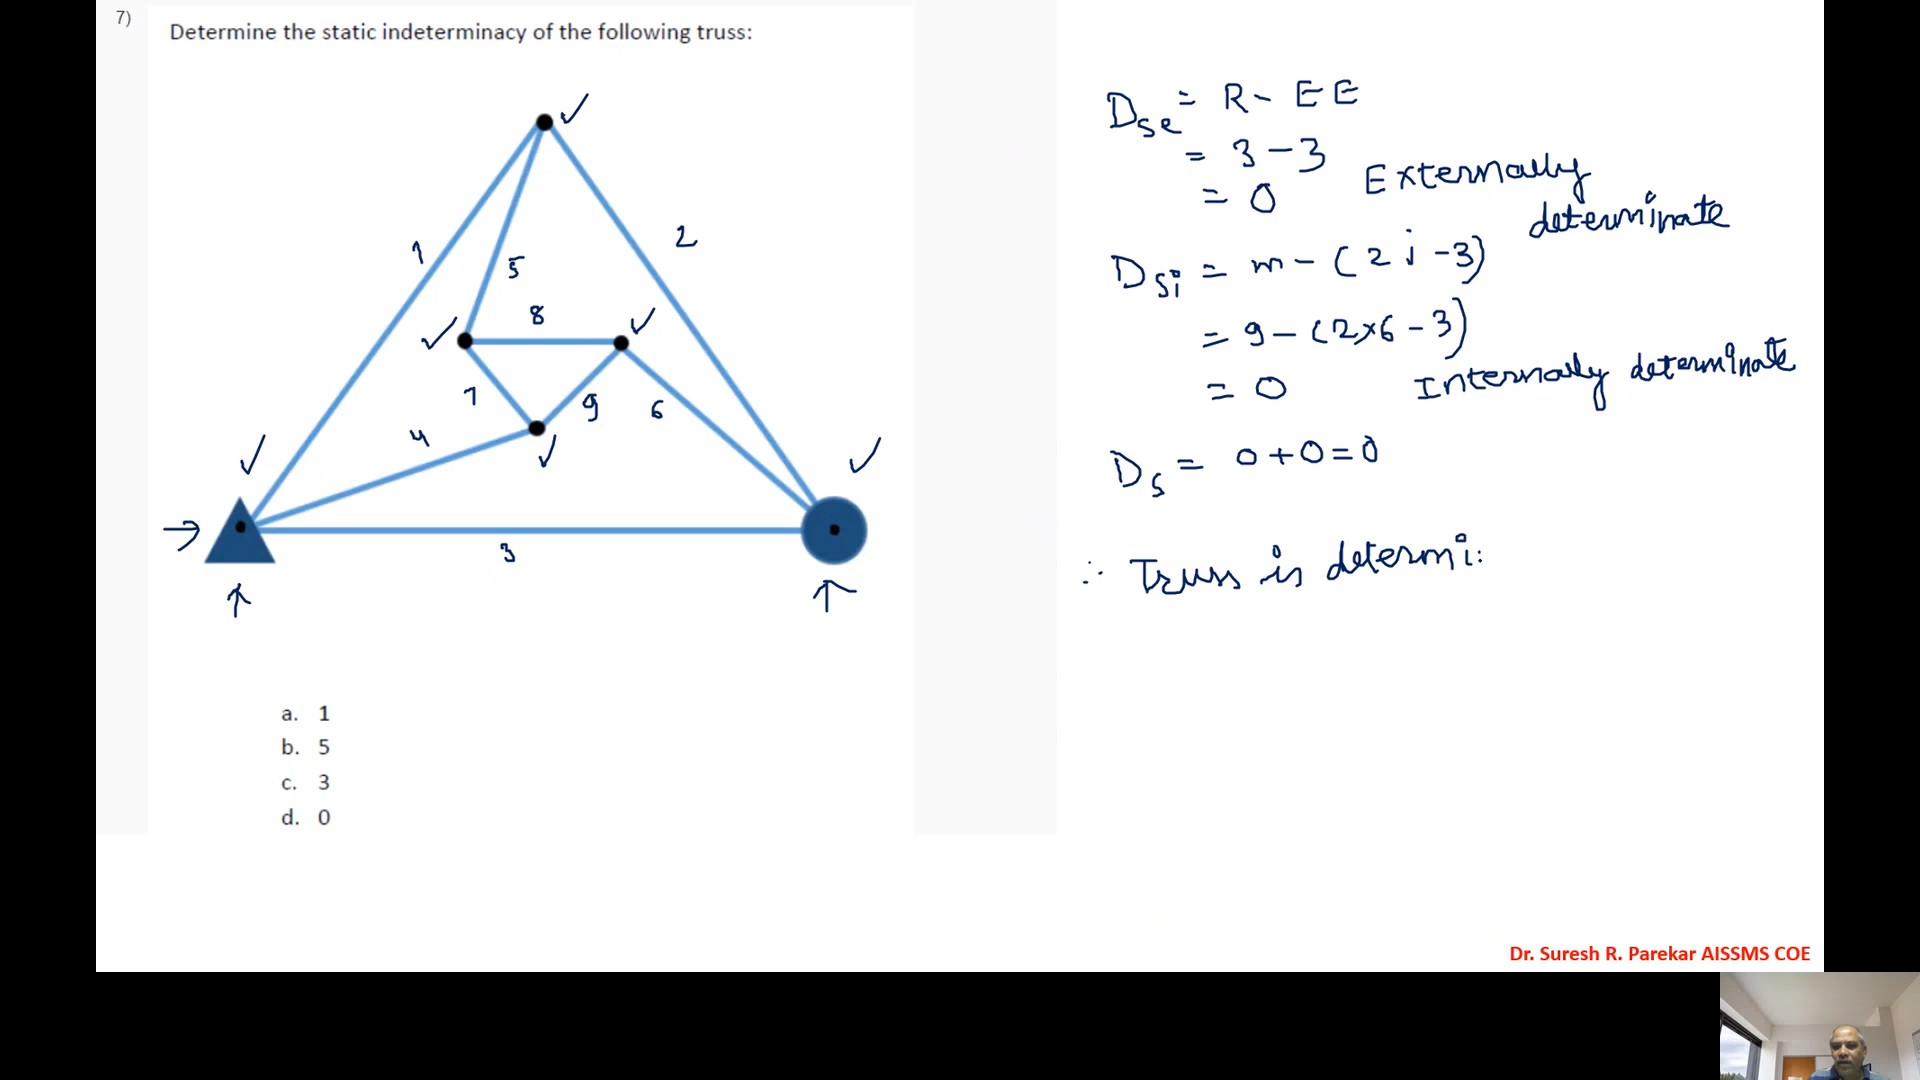 7)
Determine the static indeterminacy of the following truss:
1
2
5
8
7
9
6
4
3
a. 1
b. 5
c. 3
d. 0
Dse = R - EE
= 3 - 3
= 0 Externally determinate
Dsi = m - (2j - 3)
= 9 - (2x6 - 3)
= 0 Internally determinate
Ds = 0 + 0 = 0
∴ Truss is determi
Dr. Suresh R. Parekar AISSMS COE